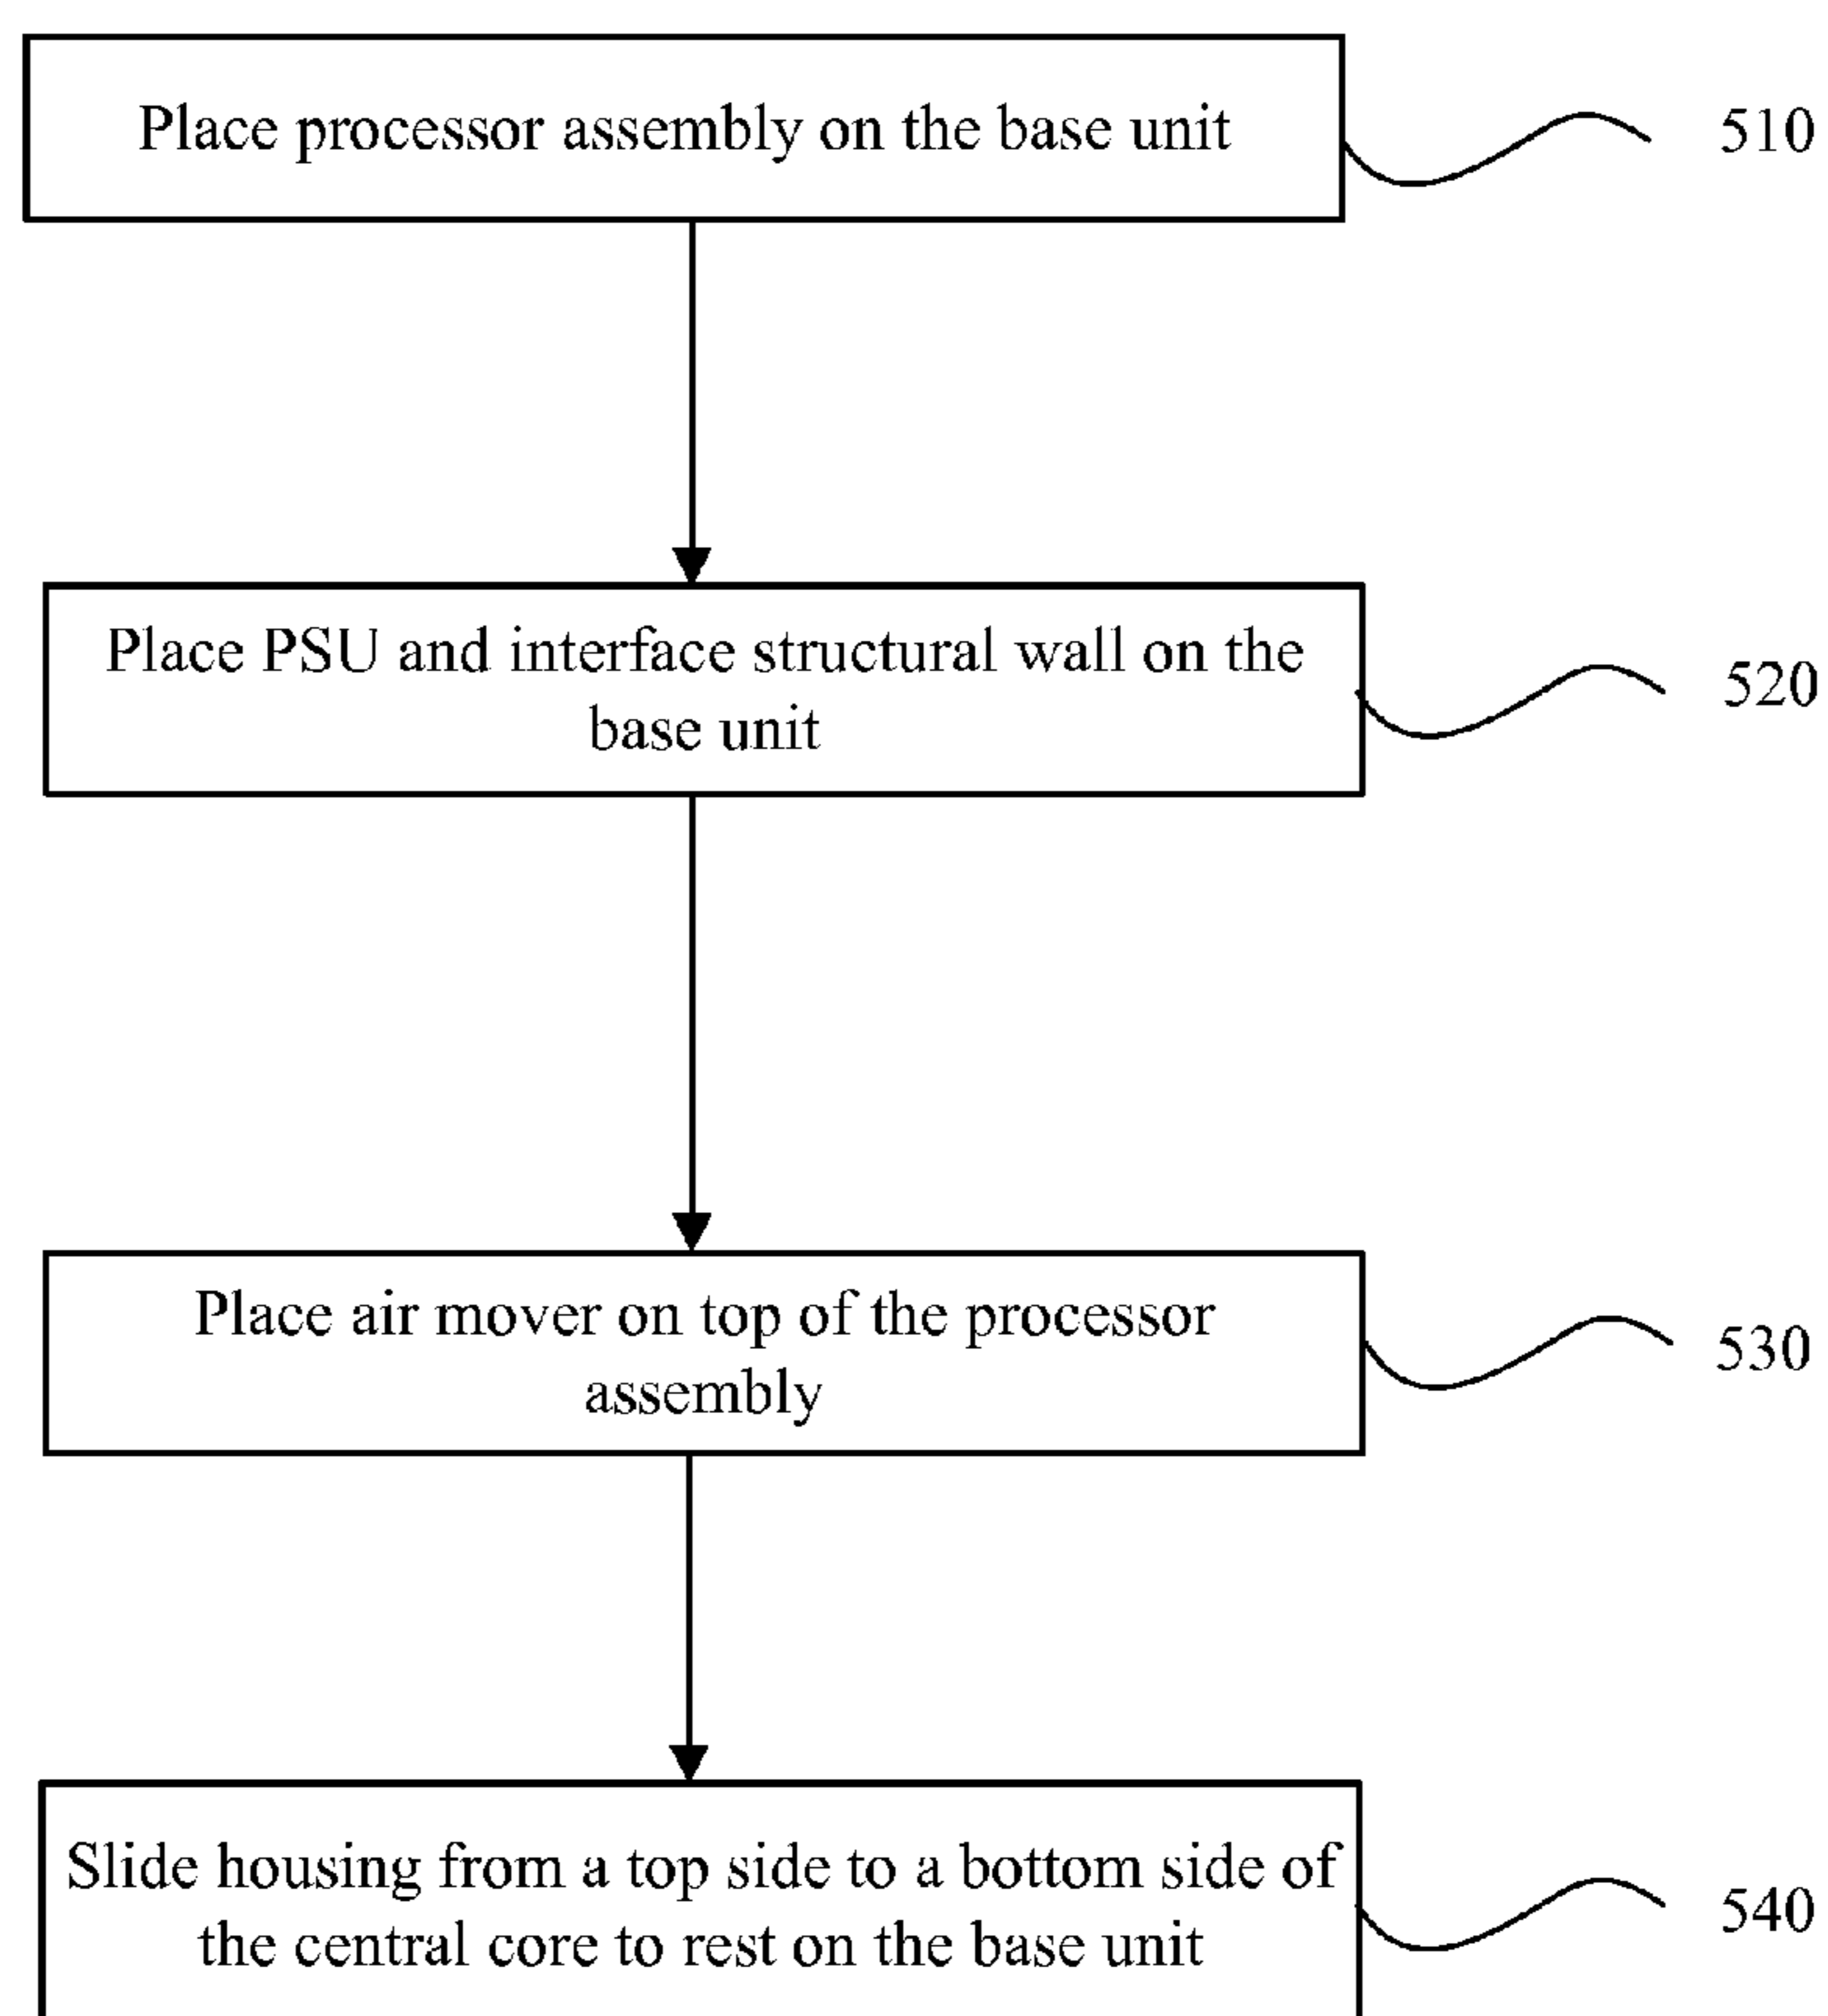 Place processor assembly on the base unit
510
Place PSU and interface structural wall on the
base unit
520
Place air mover on top of the processor
assembly
530
Slide housing from a top side to a bottom side of
the central core to rest on the base unit
540